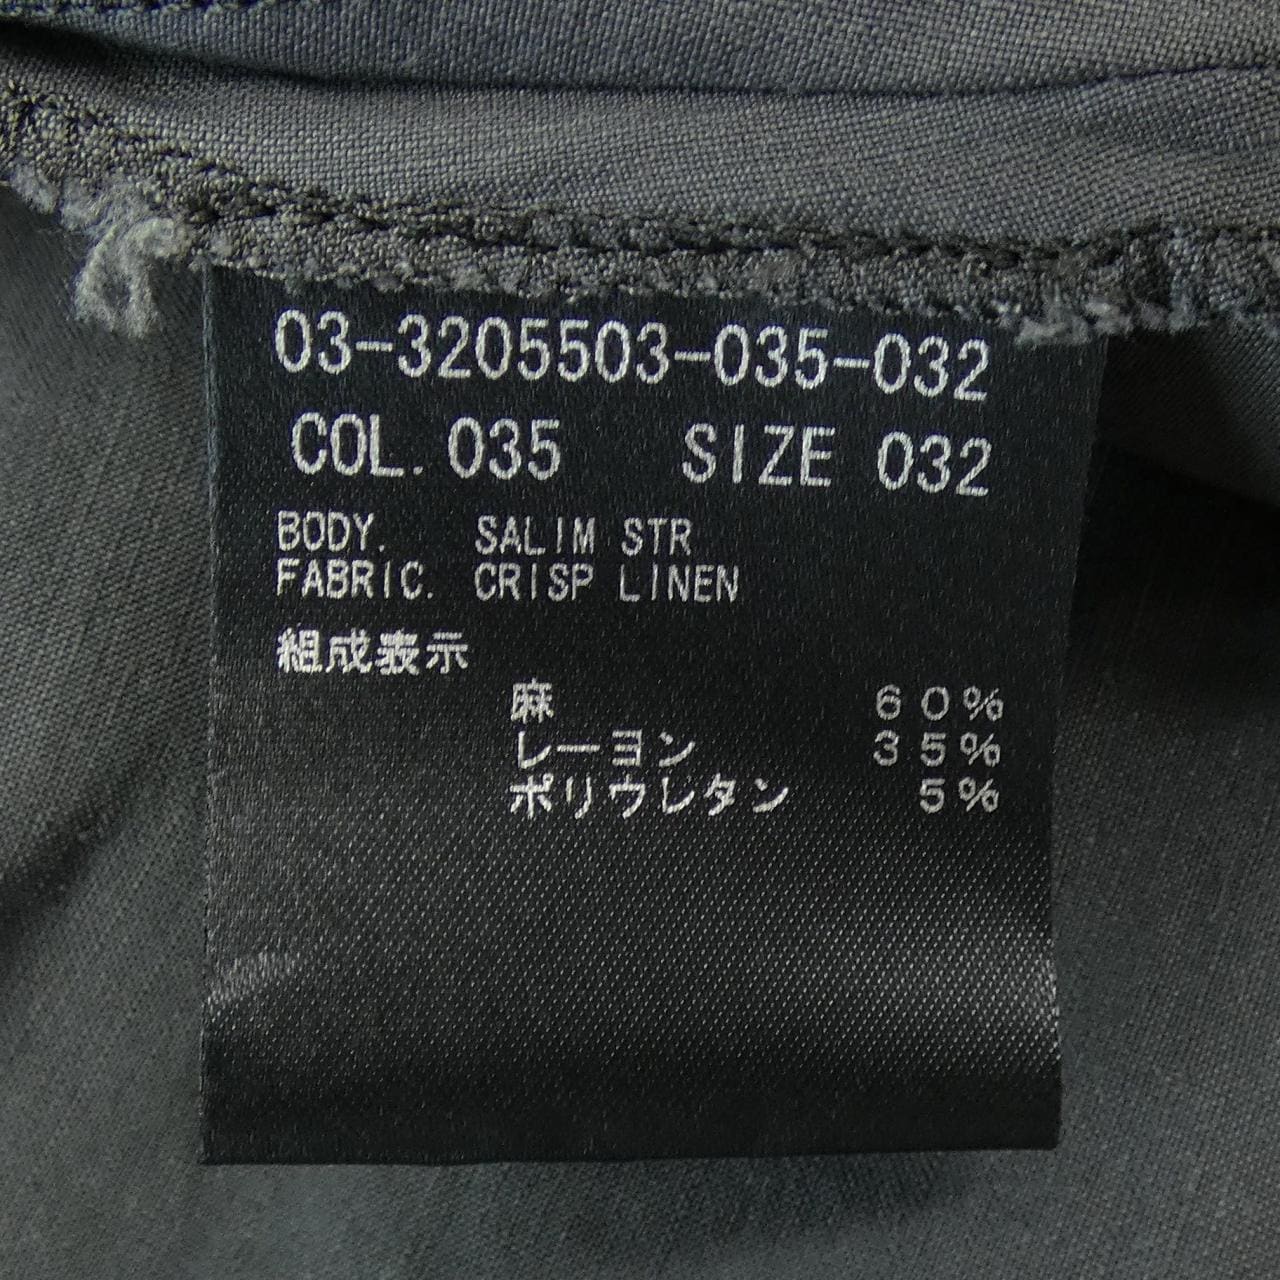 03-3205503-035-032
COL. 035 SIZE 032
BODY. SALIM STR
FABRIC. CRISP LINEN
組成表示
麻 60%
レーヨン 35%
ポリウレタン 5%